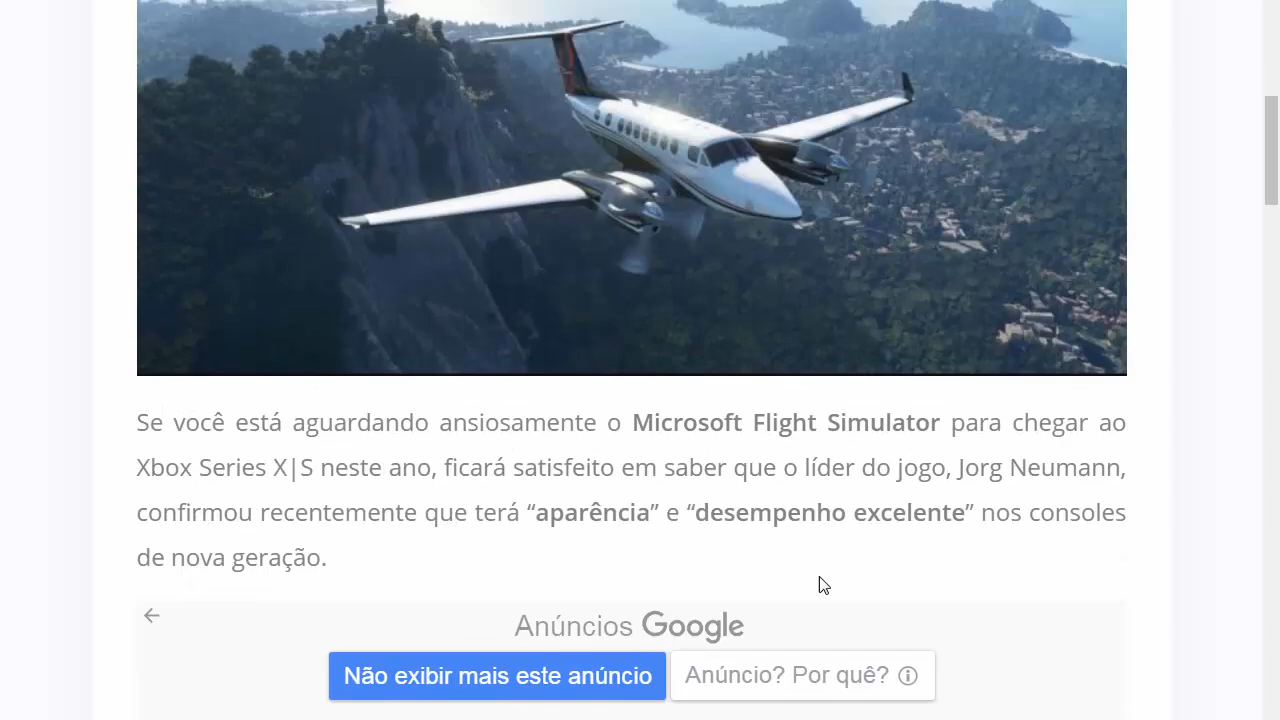 Se você está aguardando ansiosamente o Microsoft Flight Simulator para chegar ao
Xbox Series X|S neste ano, ficará satisfeito em saber que o líder do jogo, Jorg Neumann,
confirmou recentemente que terá “aparência” e “desempenho excelente” nos consoles
de nova geração.
Anúncios Google
Não exibir mais este anúncio
Anúncio? Por quê?